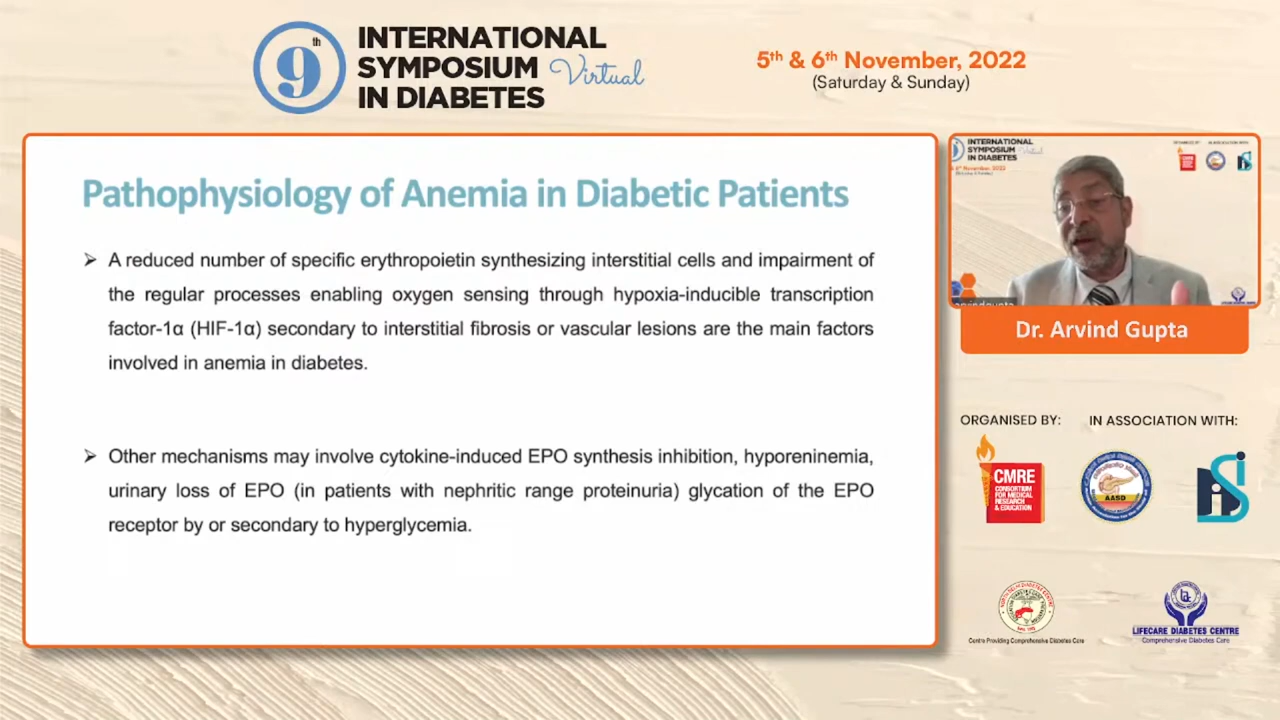 9th
INTERNATIONAL
SYMPOSIUM Virtual
IN DIABETES
5th & 6th November, 2022
(Saturday & Sunday)
Pathophysiology of Anemia in Diabetic Patients
➢ A reduced number of specific erythropoietin synthesizing interstitial cells and impairment of
the regular processes enabling oxygen sensing through hypoxia-inducible transcription
factor-1α (HIF-1α) secondary to interstitial fibrosis or vascular lesions are the main factors
involved in anemia in diabetes.
➢ Other mechanisms may involve cytokine-induced EPO synthesis inhibition, hyporeninemia,
urinary loss of EPO (in patients with nephritic range proteinuria) glycation of the EPO
receptor by or secondary to hyperglycemia.
INTERNATIONAL
SYMPOSIUM
IN DIABETES
Dr. Arvind Gupta
ORGANISED BY:
IN ASSOCIATION WITH:
CMRE
CONSORTIUM
FOR MEDICAL
RESEARCH
& EDUCATION
AASD
Centre Providing Comprehensive Diabetes Care
LIFECARE DIABETES CENTRE
Comprehensive Diabetes Care